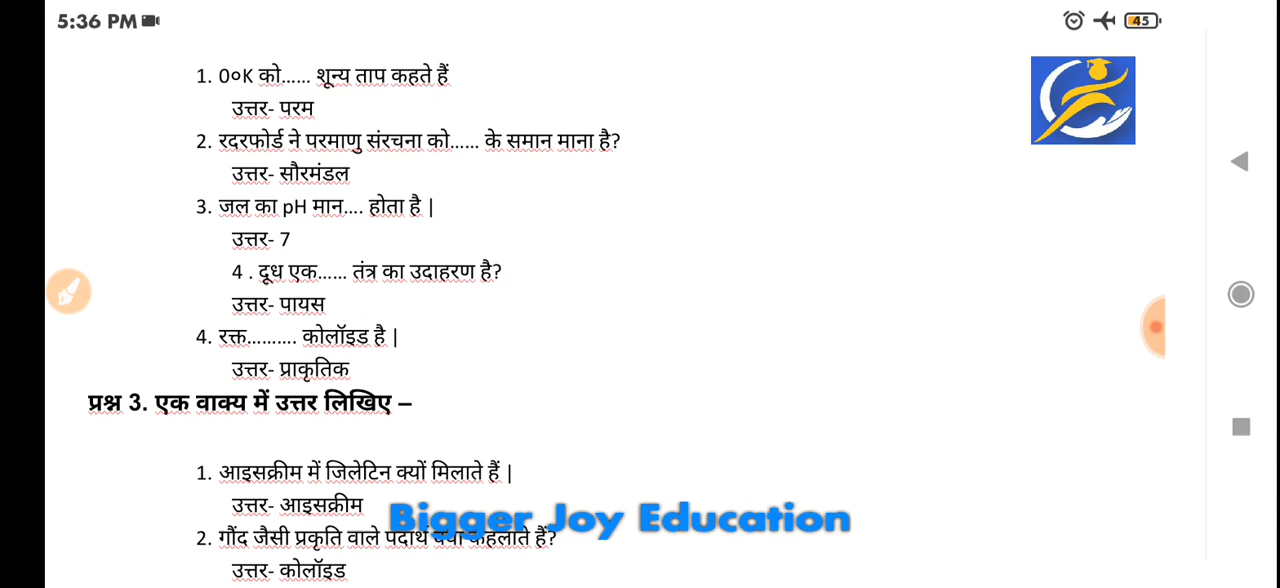 5:36 PM
45
1. 0०K को...... शून्य ताप कहते हैं
उत्तर- परम
2. रदरफोर्ड ने परमाणु संरचना को...... के समान माना है?
उत्तर- सौरमंडल
3. जल का pH मान.... होता है |
उत्तर- 7
4 . दूध एक...... तंत्र का उदाहरण है?
उत्तर- पायस
4. रक्त.......... कोलॉइड है |
उत्तर- प्राकृतिक
प्रश्न 3. एक वाक्य में उत्तर लिखिए –
1. आइसक्रीम में जिलेटिन क्यों मिलाते हैं |
उत्तर- आइसक्रीम
Bigger Joy Education
2. गौंद जैसी प्रकृति वाले पदार्थ क्या कहलाते हैं?
उत्तर- कोलॉइड